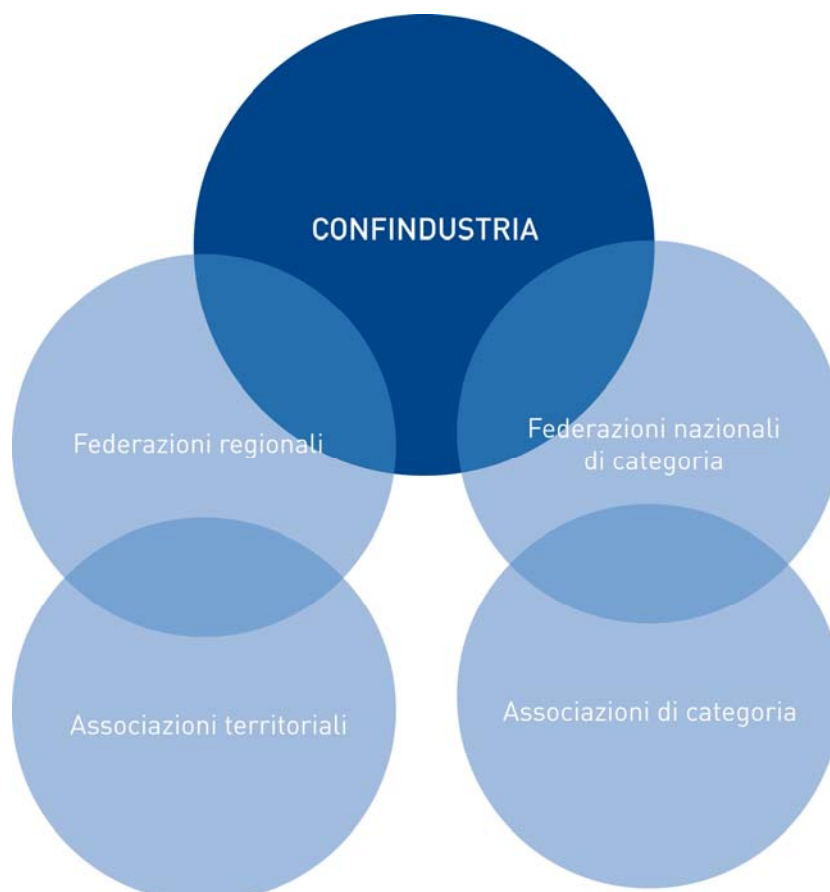 CONFINDUSTRIA
Federazioni regionali
Federazioni nazionali
di categoria
Associazioni territoriali
Associazioni di categoria